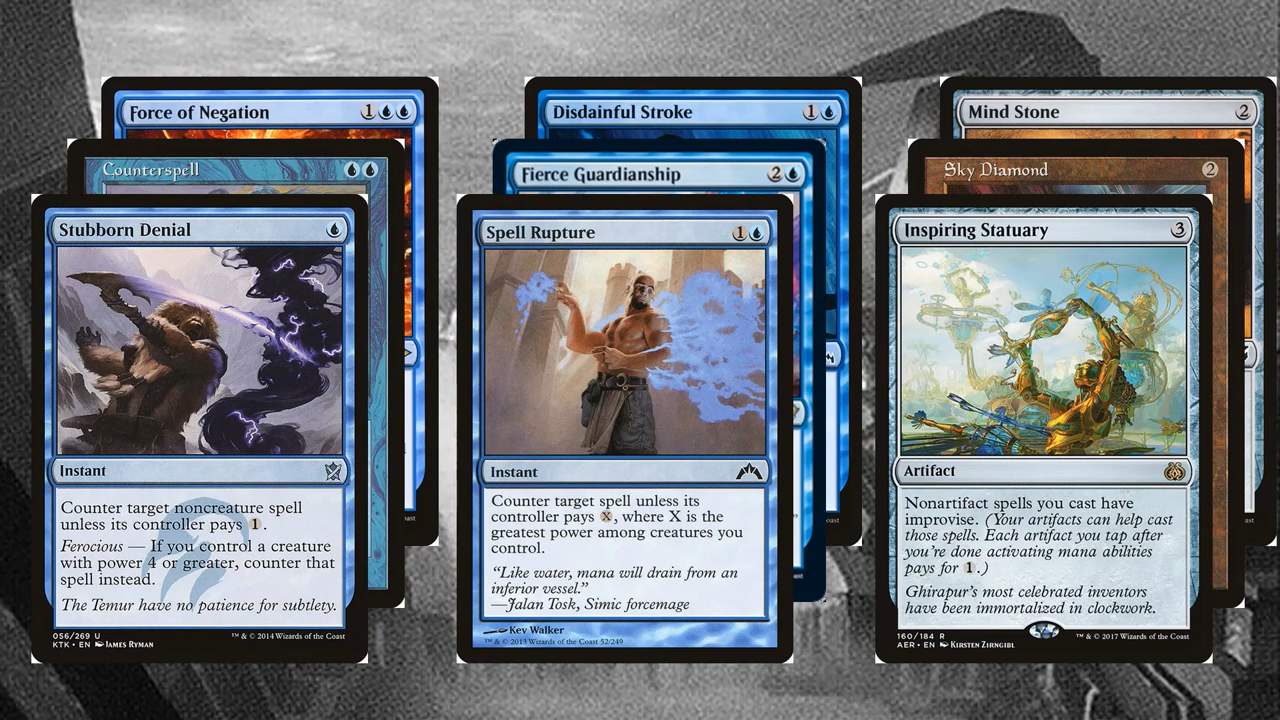 Force of Negation 1
Counterspell
Stubborn Denial
Instant
Counter target noncreature spell
unless its controller pays 1.
Ferocious — If you control a creature
with power 4 or greater, counter that
spell instead.
The Temur have no patience for subtlety.
056/269 U
KTK • EN JAMES RYMAN
™ & © 2014 Wizards of the Coast
Disdainful Stroke 1
Fierce Guardianship 2
Spell Rupture 1
Instant
Counter target spell unless its
controller pays X, where X is the
greatest power among creatures you
control.
“Like water, mana will drain from an
inferior vessel.”
—Jalan Tosk, Simic forcemage
Kev Walker
™ & © 2013 Wizards of the Coast 52/249
Mind Stone 2
Sky Diamond 2
Inspiring Statuary 3
Artifact
Nonartifact spells you cast have
improvise. (Your artifacts can help cast
those spells. Each artifact you tap after
you’re done activating mana abilities
pays for 1.)
Ghirapur’s most celebrated inventors
have been immortalized in clockwork.
160/184 R
AER • EN KIRSTEN ZIRNGIBL
™ & © 2017 Wizards of the Coast